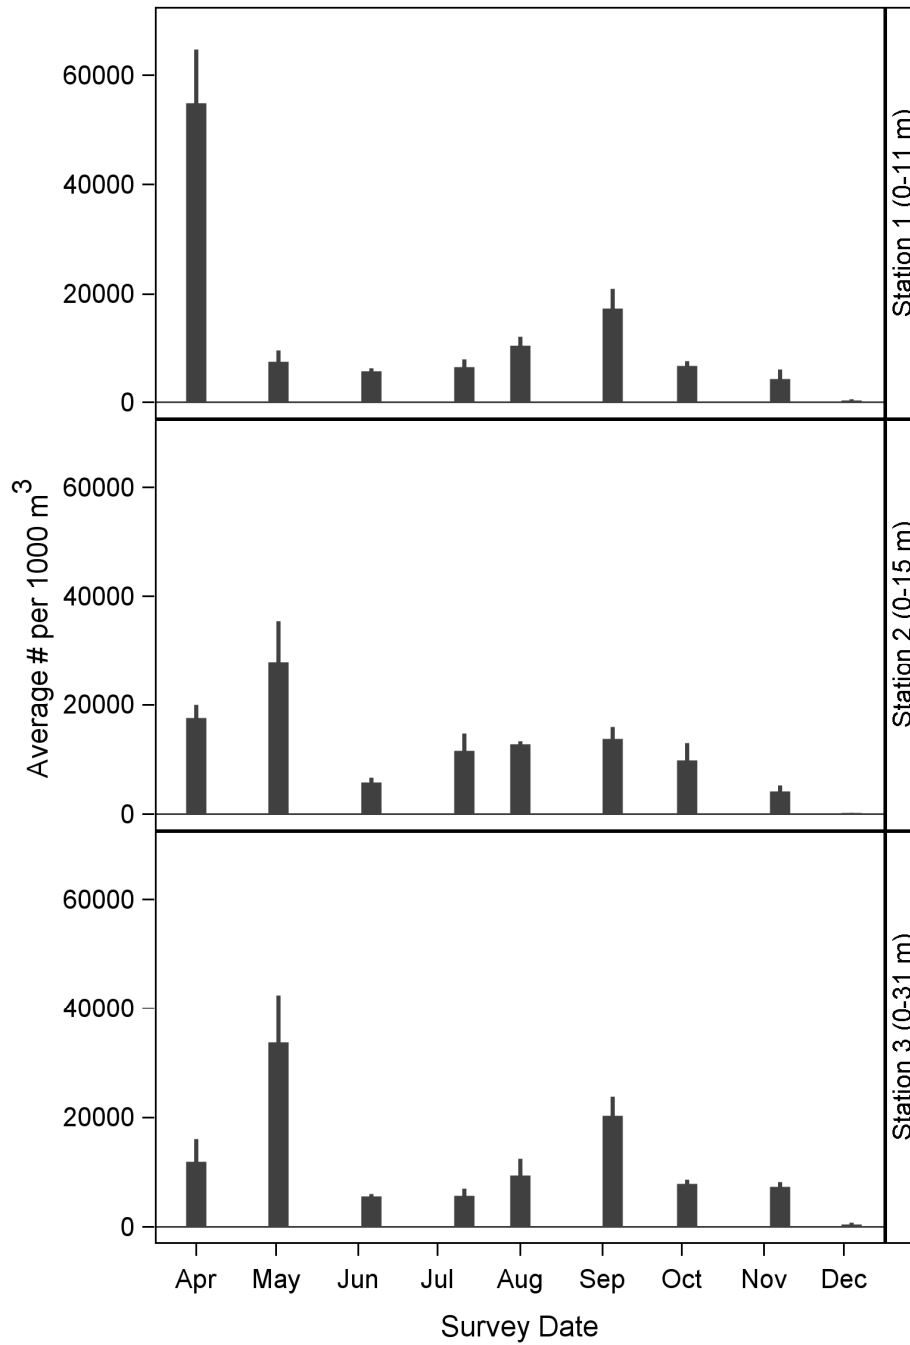 60000
40000
20000
0
Station 1 (0-11 m)
60000
40000
20000
0
Station 2 (0-15 m)
Average # per 1000 m³
60000
40000
20000
0
Station 3 (0-31 m)
Apr May Jun Jul Aug Sep Oct Nov Dec
Survey Date